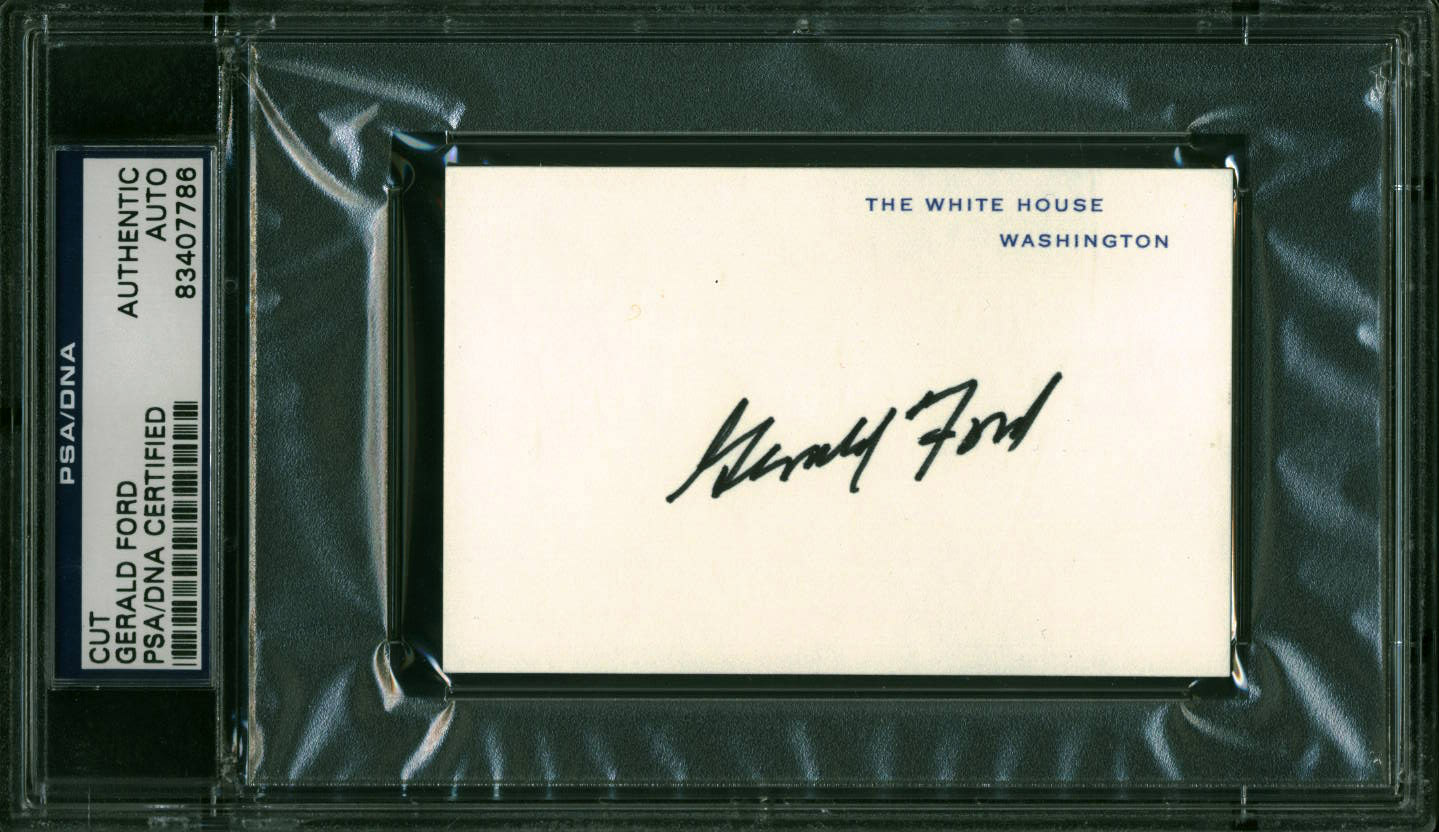 PSA/DNA
CUT
GERALD FORD
PSA/DNA CERTIFIED
AUTHENTIC
AUTO
83407786
THE WHITE HOUSE
WASHINGTON
Gerald Ford